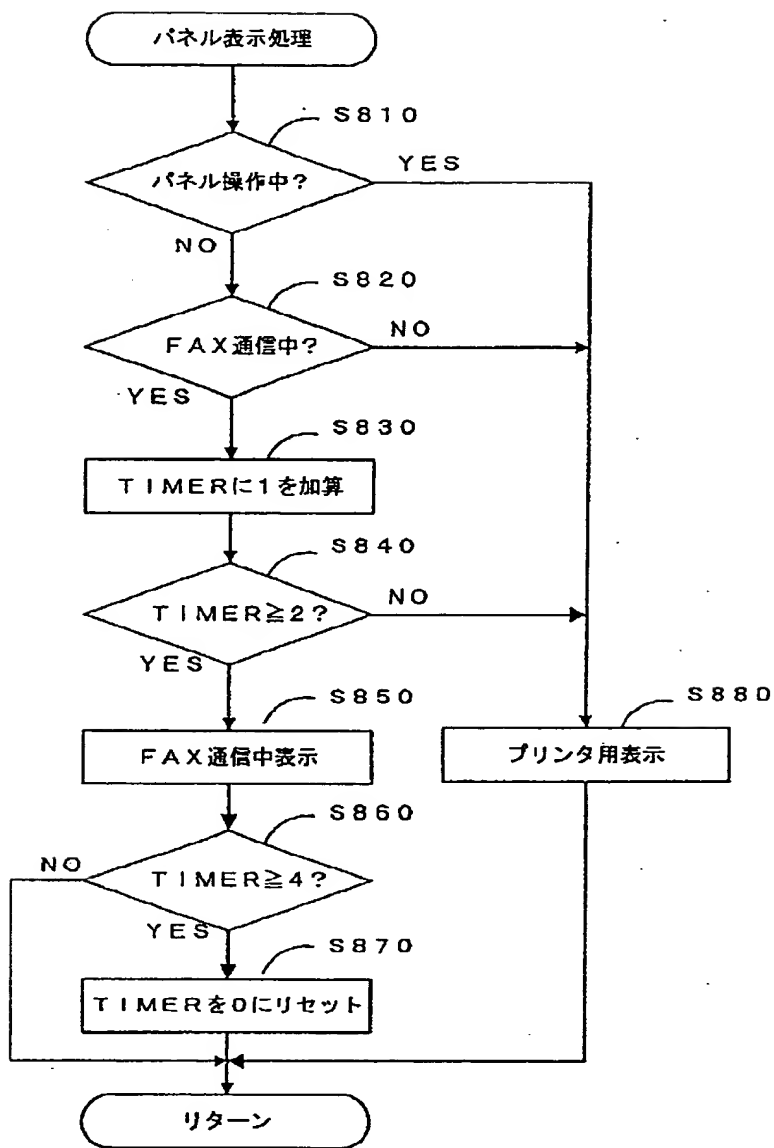 パネル表示処理
S810
パネル操作中?
YES
NO
S820
FAX通信中?
NO
YES
S830
TIMERに1を加算
S840
TIMER≧2?
NO
YES
S850
FAX通信中表示
S880
プリンタ用表示
S860
TIMER≧4?
NO
YES
S870
TIMERを0にリセット
リターン